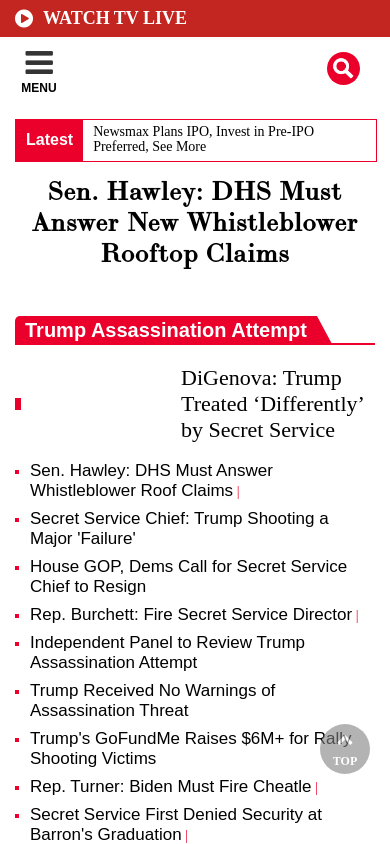 WATCH TV LIVE
MENU
Latest
Newsmax Plans IPO, Invest in Pre-IPO
Preferred, See More
Sen. Hawley: DHS Must
Answer New Whistleblower
Rooftop Claims
Trump Assassination Attempt
DiGenova: Trump
Treated ‘Differently’
by Secret Service
Sen. Hawley: DHS Must Answer
Whistleblower Roof Claims |
Secret Service Chief: Trump Shooting a
Major 'Failure'
House GOP, Dems Call for Secret Service
Chief to Resign
Rep. Burchett: Fire Secret Service Director |
Independent Panel to Review Trump
Assassination Attempt
Trump Received No Warnings of
Assassination Threat
Trump's GoFundMe Raises $6M+ for Rally
Shooting Victims
TOP
Rep. Turner: Biden Must Fire Cheatle |
Secret Service First Denied Security at
Barron's Graduation |